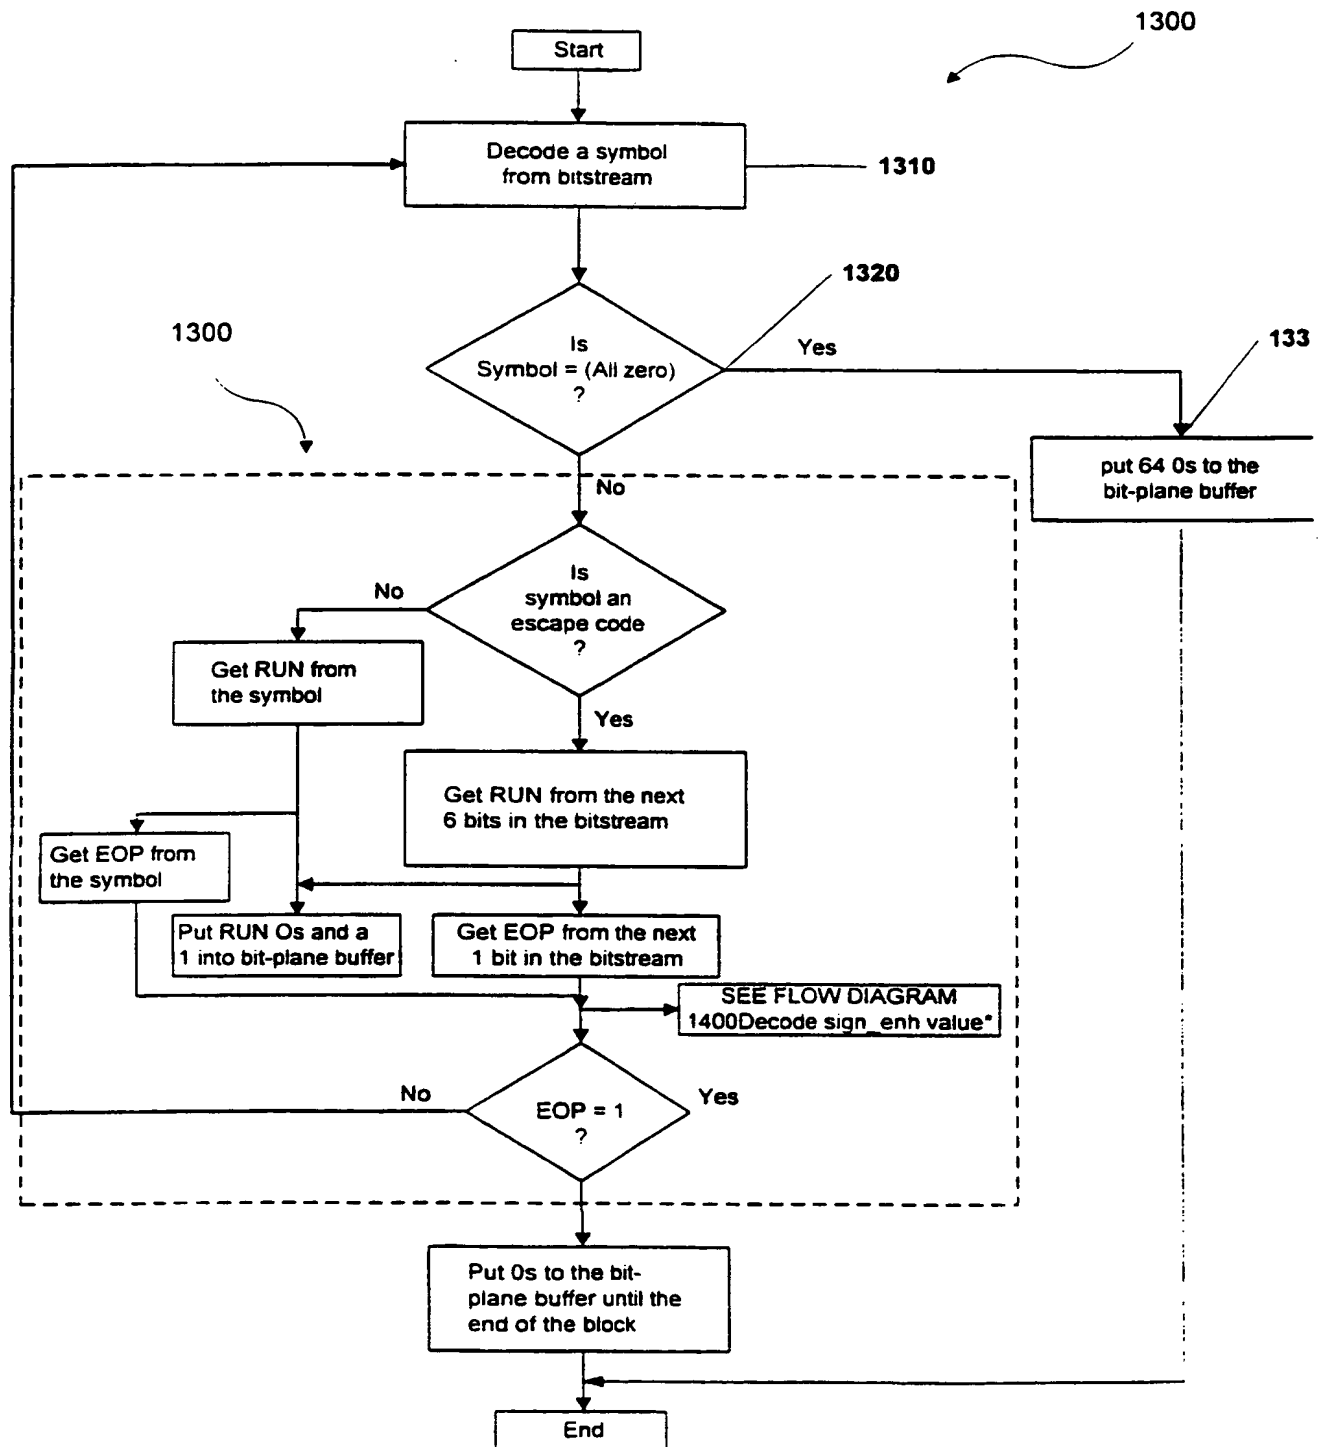 1300
Start
Decode a symbol
from bitstream
1310
1320
1300
Is
Symbol = (All zero)
?
Yes
133
put 64 0s to the
bit-plane buffer
No
Is
symbol an
escape code
?
No
Get RUN from
the symbol
Yes
Get RUN from the next
6 bits in the bitstream
Get EOP from
the symbol
Put RUN Os and a
1 into bit-plane buffer
Get EOP from the next
1 bit in the bitstream
SEE FLOW DIAGRAM
1400Decode sign_enh value*
No
EOP = 1
?
Yes
Put 0s to the bit-
plane buffer until the
end of the block
End